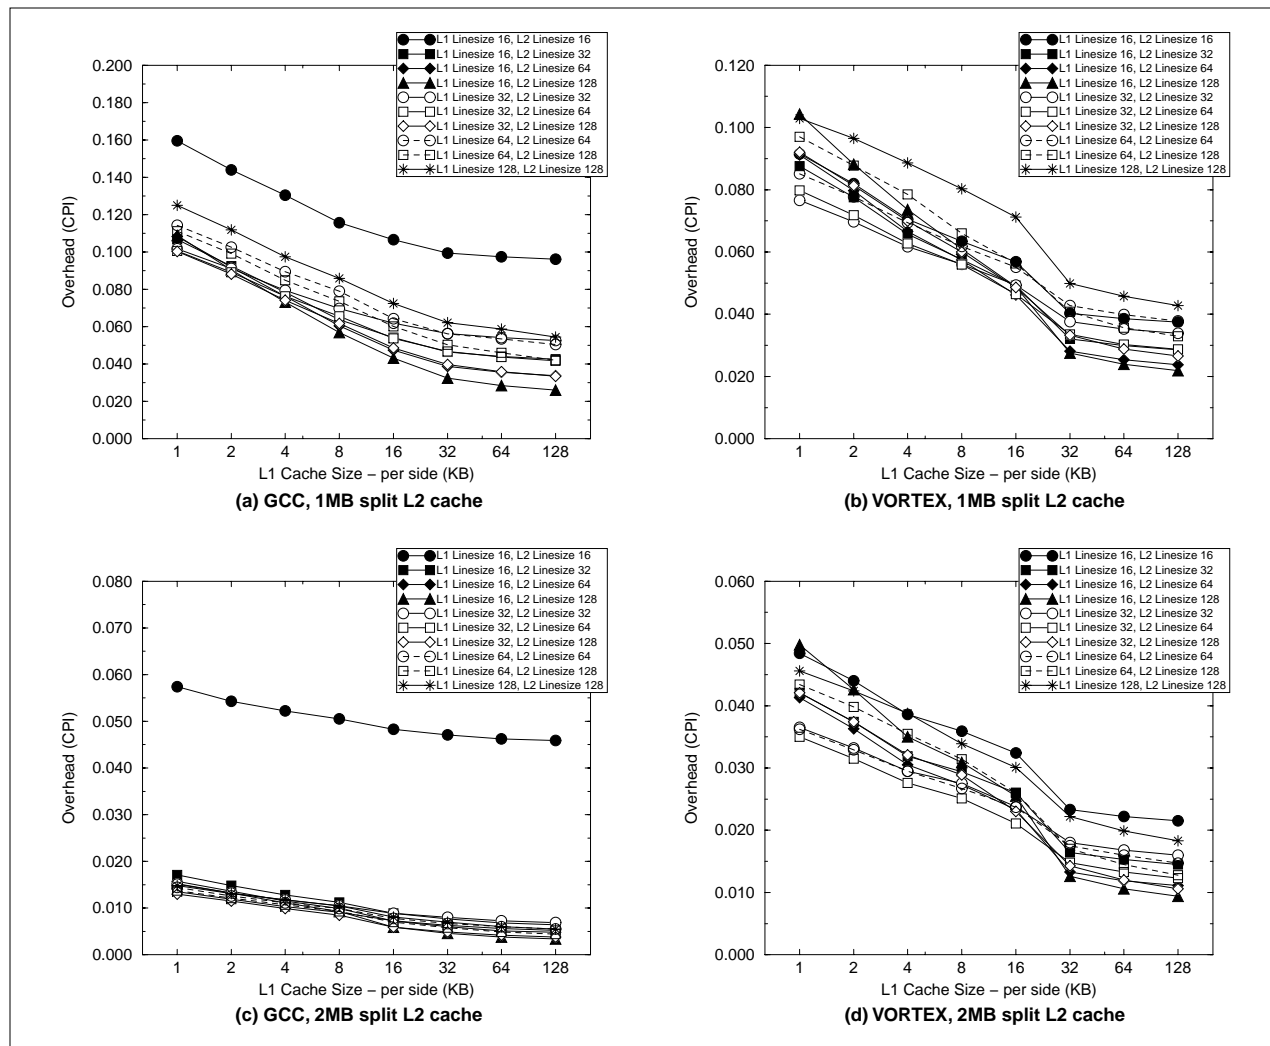 L1 Linesize 16, L2 Linesize 16
L1 Linesize 16, L2 Linesize 32
L1 Linesize 16, L2 Linesize 64
L1 Linesize 16, L2 Linesize 128
L1 Linesize 32, L2 Linesize 32
L1 Linesize 32, L2 Linesize 64
L1 Linesize 32, L2 Linesize 128
L1 Linesize 64, L2 Linesize 64
L1 Linesize 64, L2 Linesize 128
L1 Linesize 128, L2 Linesize 128
0.200
0.180
0.160
0.140
0.120
0.100
0.080
0.060
0.040
0.020
0.000
Overhead (CPI)
1 2 4 8 16 32 64 128
L1 Cache Size – per side (KB)
(a) GCC, 1MB split L2 cache
L1 Linesize 16, L2 Linesize 16
L1 Linesize 16, L2 Linesize 32
L1 Linesize 16, L2 Linesize 64
L1 Linesize 16, L2 Linesize 128
L1 Linesize 32, L2 Linesize 32
L1 Linesize 32, L2 Linesize 64
L1 Linesize 32, L2 Linesize 128
L1 Linesize 64, L2 Linesize 64
L1 Linesize 64, L2 Linesize 128
L1 Linesize 128, L2 Linesize 128
0.120
0.100
0.080
0.060
0.040
0.020
0.000
Overhead (CPI)
1 2 4 8 16 32 64 128
L1 Cache Size – per side (KB)
(b) VORTEX, 1MB split L2 cache
L1 Linesize 16, L2 Linesize 16
L1 Linesize 16, L2 Linesize 32
L1 Linesize 16, L2 Linesize 64
L1 Linesize 16, L2 Linesize 128
L1 Linesize 32, L2 Linesize 32
L1 Linesize 32, L2 Linesize 64
L1 Linesize 32, L2 Linesize 128
L1 Linesize 64, L2 Linesize 64
L1 Linesize 64, L2 Linesize 128
L1 Linesize 128, L2 Linesize 128
0.080
0.070
0.060
0.050
0.040
0.030
0.020
0.010
0.000
Overhead (CPI)
1 2 4 8 16 32 64 128
L1 Cache Size – per side (KB)
(c) GCC, 2MB split L2 cache
L1 Linesize 16, L2 Linesize 16
L1 Linesize 16, L2 Linesize 32
L1 Linesize 16, L2 Linesize 64
L1 Linesize 16, L2 Linesize 128
L1 Linesize 32, L2 Linesize 32
L1 Linesize 32, L2 Linesize 64
L1 Linesize 32, L2 Linesize 128
L1 Linesize 64, L2 Linesize 64
L1 Linesize 64, L2 Linesize 128
L1 Linesize 128, L2 Linesize 128
0.060
0.050
0.040
0.030
0.020
0.010
0.000
Overhead (CPI)
1 2 4 8 16 32 64 128
L1 Cache Size – per side (KB)
(d) VORTEX, 2MB split L2 cache